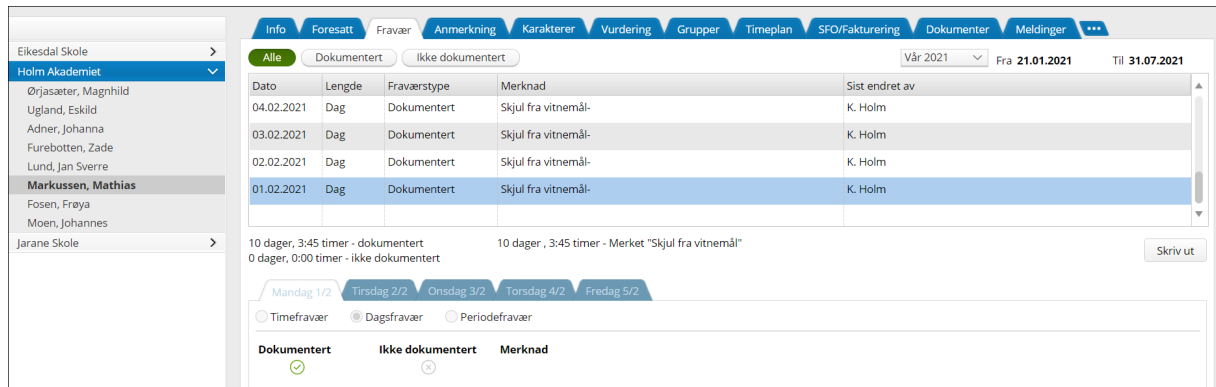 Info Foresatt Fravær Anmerkning Karakterer Vurdering Grupper Timeplan SFO/Fakturering Dokumenter Meldinger
Eikesdal Skole
Holm Akademiet
Ørjasæter, Magnhild
Ugland, Eskild
Adner, Johanna
Furebotten, Zade
Lund, Jan Sverre
Markussen, Mathias
Fosen, Frøya
Moen, Johannes
Jarane Skole
Alle Dokumentert Ikke dokumentert Vår 2021 Fra 21.01.2021 Til 31.07.2021
Dato Lengde Fraværstype Merknad Sist endret av
04.02.2021 Dag Dokumentert Skjul fra vitnemål- K. Holm
03.02.2021 Dag Dokumentert Skjul fra vitnemål- K. Holm
02.02.2021 Dag Dokumentert Skjul fra vitnemål- K. Holm
01.02.2021 Dag Dokumentert Skjul fra vitnemål- K. Holm
10 dager, 3:45 timer - dokumentert 10 dager , 3:45 timer - Merket "Skjul fra vitnemål"
0 dager, 0:00 timer - ikke dokumentert
Skriv ut
Mandag 1/2 Tirsdag 2/2 Onsdag 3/2 Torsdag 4/2 Fredag 5/2
Timefravær Dagsfravær Periodefravær
Dokumentert Ikke dokumentert Merknad